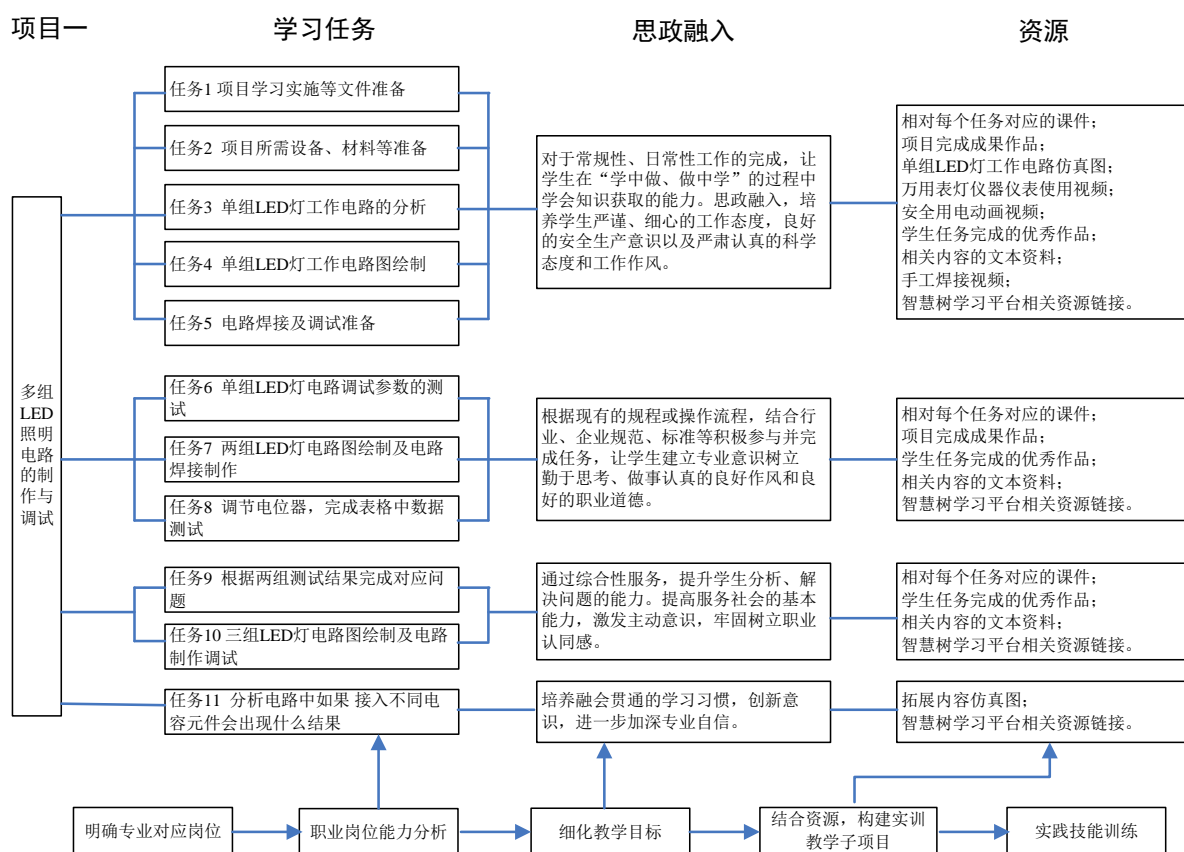 项目一
学习任务
思政融入
资源
多组
LED
照明
电路
的制
作与
调试
任务1 项目学习实施等文件准备
任务2 项目所需设备、材料等准备
任务3 单组LED灯工作电路的分析
任务4 单组LED灯工作电路图绘制
任务5 电路焊接及调试准备
对于常规性、日常性工作的完成，让
学生在“学中做、做中学”的过程中
学会知识获取的能力。思政融入，培
养学生严谨、细心的工作态度，良好
的安全生产意识以及严肃认真的科学
态度和工作作风。
相对每个任务对应的课件；
项目完成成果作品；
单组LED灯工作电路仿真图；
万用表灯仪器仪表使用视频；
安全用电动画视频；
学生任务完成的优秀作品；
相关内容的文本资料；
手工焊接视频；
智慧树学习平台相关资源链接。
任务6 单组LED灯电路调试参数的测
试
任务7 两组LED灯电路图绘制及电路
焊接制作
任务8 调节电位器，完成表格中数据
测试
根据现有的规程或操作流程，结合行
业、企业规范、标准等积极参与并完
成任务，让学生建立专业意识树立
勤于思考、做事认真的良好作风和良
好的职业道德。
相对每个任务对应的课件；
项目完成成果作品；
学生任务完成的优秀作品；
相关内容的文本资料；
智慧树学习平台相关资源链接。
任务9 根据两组测试结果完成对应问
题
任务10 三组LED灯电路图绘制及电路
制作调试
通过综合性服务，提升学生分析、解
决问题的能力。提高服务社会的基本
能力，激发主动意识，牢固树立职业
认同感。
相对每个任务对应的课件；
学生任务完成的优秀作品；
相关内容的文本资料；
智慧树学习平台相关资源链接。
任务11 分析电路中如果 接入不同电
容元件会出现什么结果
培养融会贯通的学习习惯，创新意
识，进一步加深专业自信。
拓展内容仿真图；
智慧树学习平台相关资源链接。
明确专业对应岗位
职业岗位能力分析
细化教学目标
结合资源，构建实训
教学子项目
实践技能训练